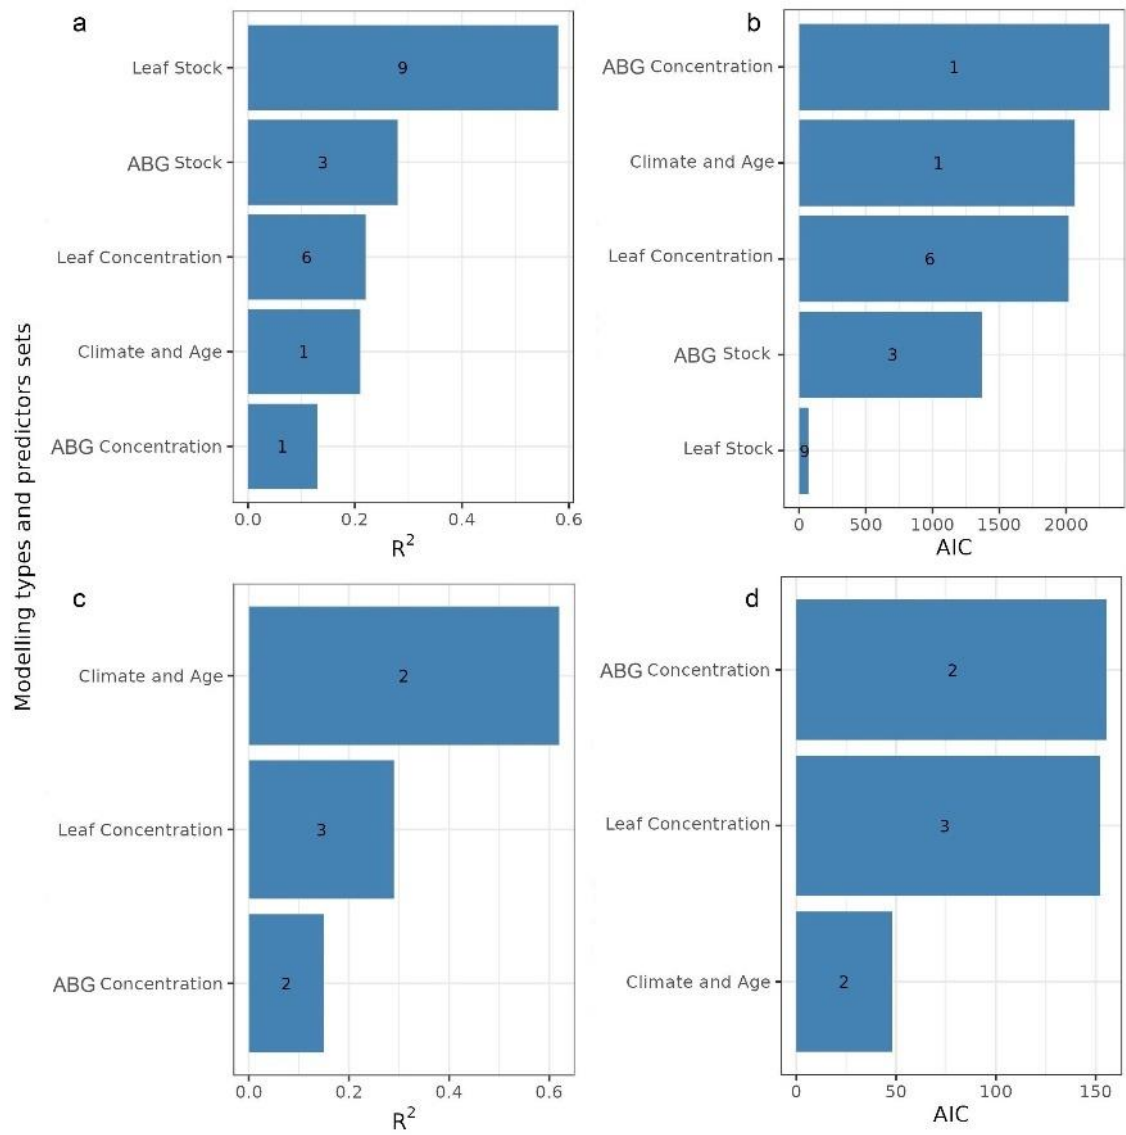 Modelling types and predictors sets
a
Leaf Stock
9
ABG Stock
3
Leaf Concentration
6
Climate and Age
1
ABG Concentration
1
0.0 0.2 0.4 0.6
R²
b
ABG Concentration
1
Climate and Age
1
Leaf Concentration
6
ABG Stock
3
Leaf Stock
9
0 500 1000 1500 2000
AIC
c
Climate and Age
2
Leaf Concentration
3
ABG Concentration
2
0.0 0.2 0.4 0.6
R²
d
ABG Concentration
2
Leaf Concentration
3
Climate and Age
2
0 50 100 150
AIC